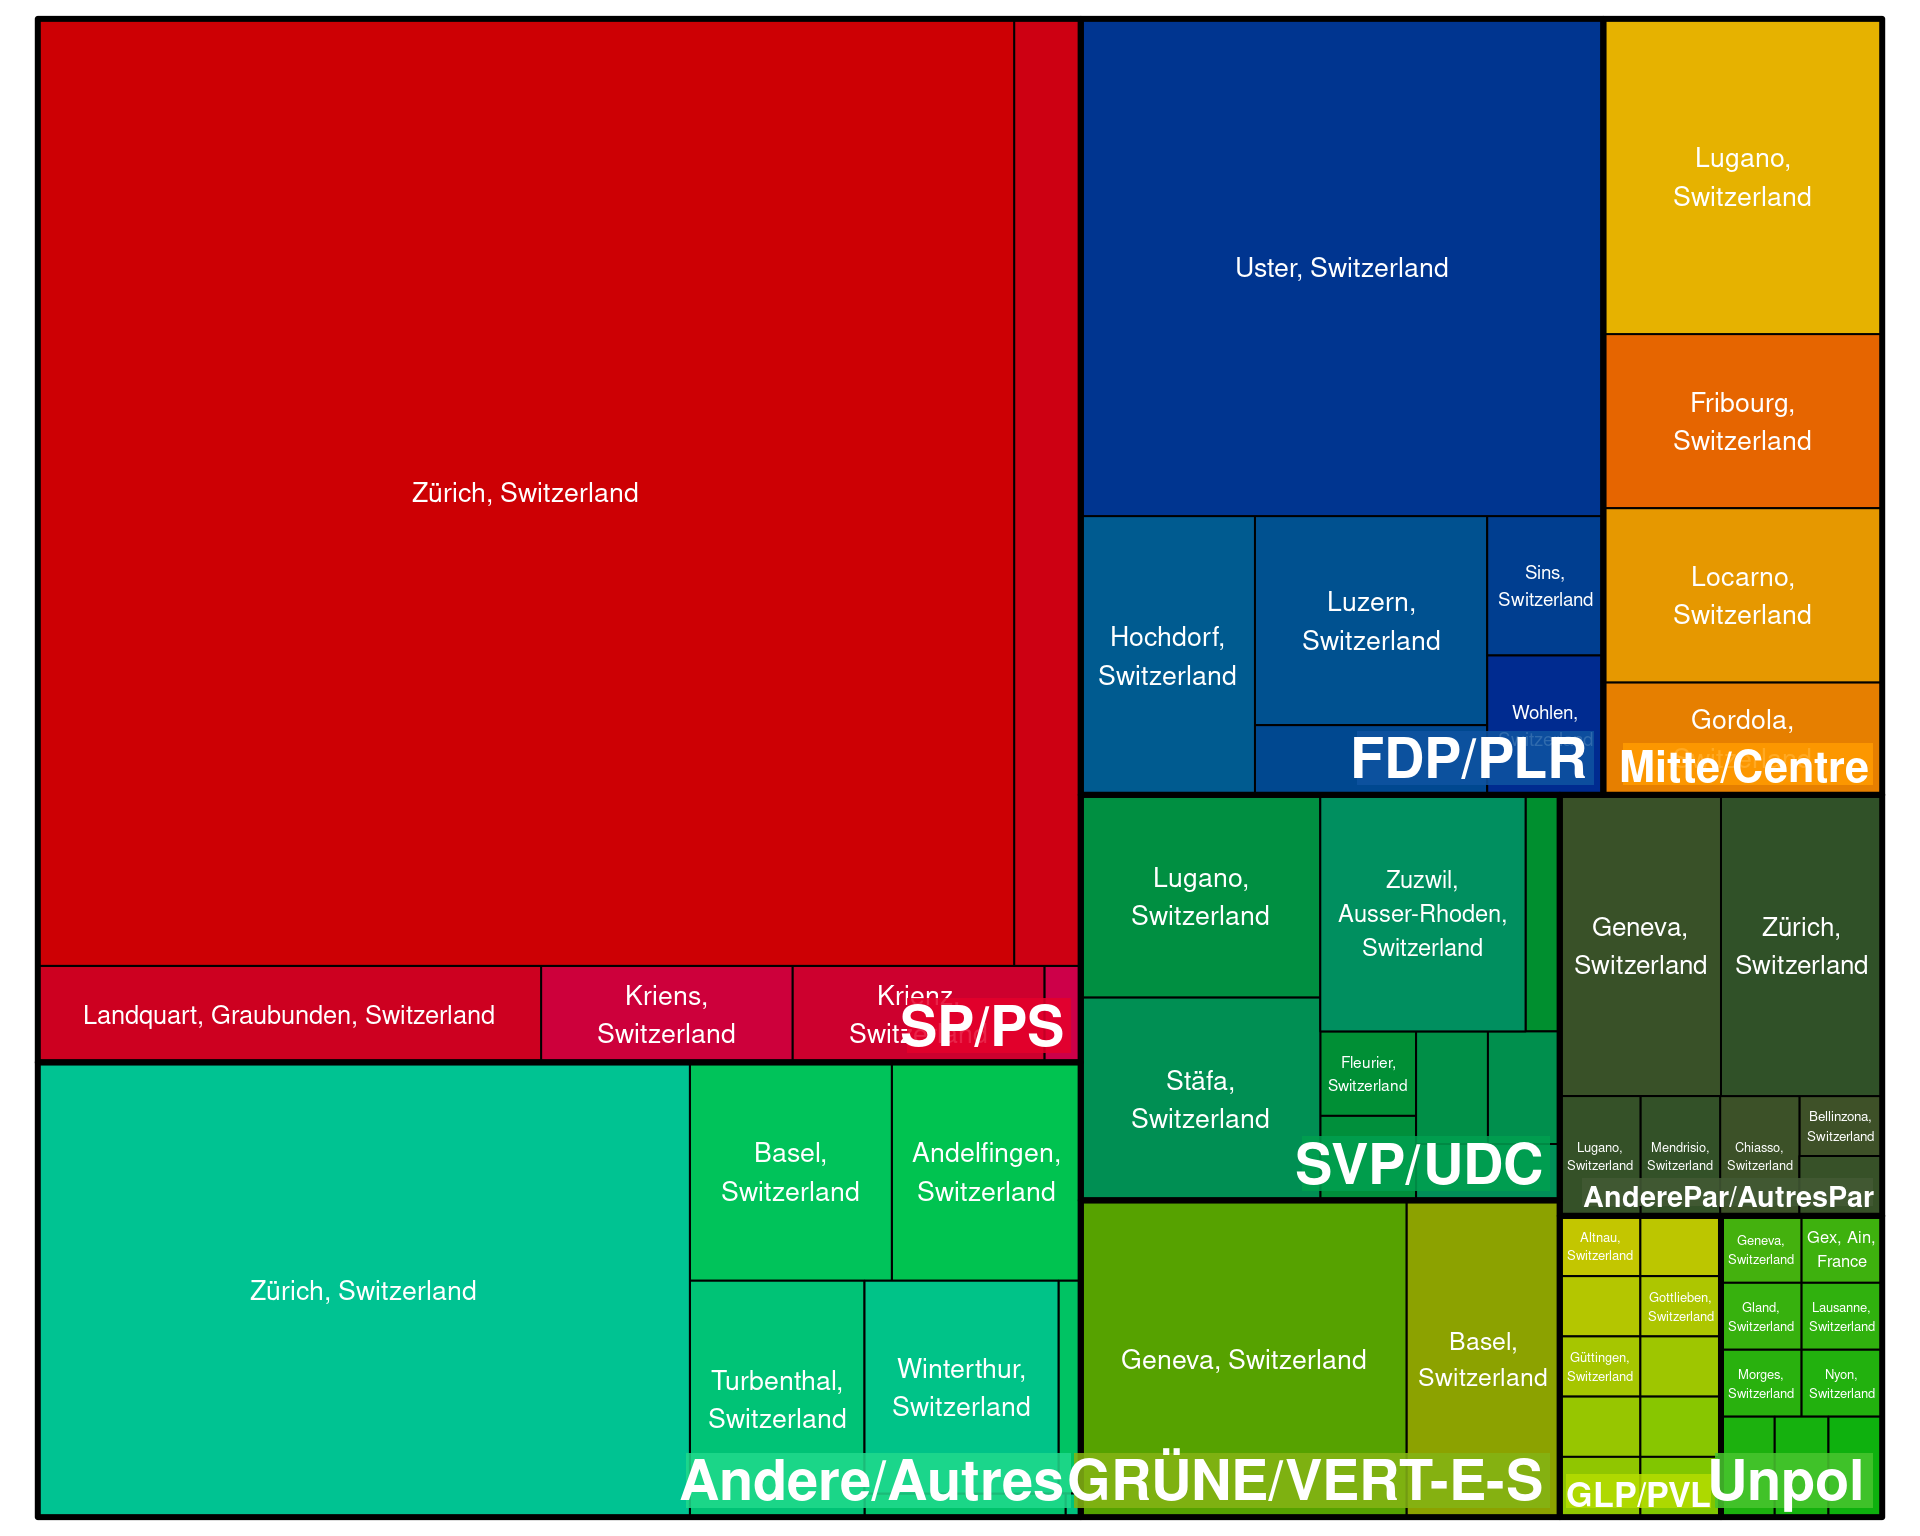 Zürich, Switzerland
Landquart, Graubunden, Switzerland
Kriens,
Switzerland
Krienz,
Switzerland
SP/PS
Uster, Switzerland
Hochdorf,
Switzerland
Luzern,
Switzerland
Sins,
Switzerland
Wohlen,
Switzerland
FDP/PLR
Lugano,
Switzerland
Fribourg,
Switzerland
Locarno,
Switzerland
Gordola,
Switzerland
Mitte/Centre
Zürich, Switzerland
Basel,
Switzerland
Andelfingen,
Switzerland
Turbenthal,
Switzerland
Winterthur,
Switzerland
Andere/Autres
Lugano,
Switzerland
Zuzwil,
Ausser-Rhoden,
Switzerland
Stäfa,
Switzerland
Fleurier,
Switzerland
SVP/UDC
Geneva, Switzerland
Basel,
Switzerland
GRÜNE/VERT-E-S
Geneva,
Switzerland
Zürich,
Switzerland
Lugano,
Switzerland
Mendrisio,
Switzerland
Chiasso,
Switzerland
Bellinzona,
Switzerland
AnderePar/AutresPar
Altnau,
Switzerland
Gottlieben,
Switzerland
Güttingen,
Switzerland
GLP/PVL
Geneva,
Switzerland
Gex, Ain,
France
Gland,
Switzerland
Lausanne,
Switzerland
Morges,
Switzerland
Nyon,
Switzerland
Unpol